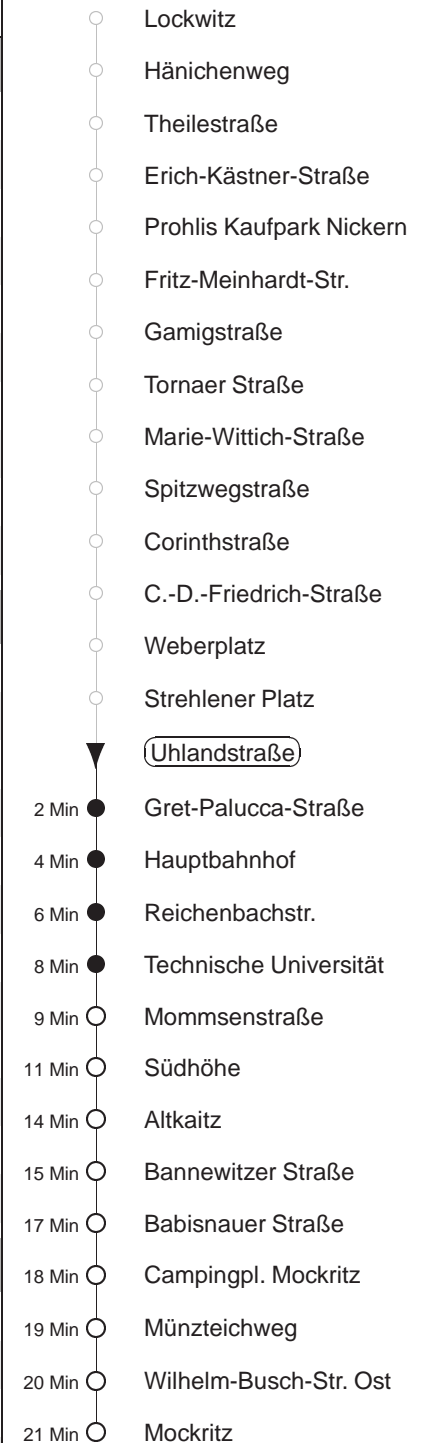 Lockwitz
Hänichenweg
Theilestraße
Erich-Kästner-Straße
Prohlis Kaufpark Nickern
Fritz-Meinhardt-Str.
Gamigstraße
Tornaer Straße
Marie-Wittich-Straße
Spitzwegstraße
Corinthstraße
C.-D.-Friedrich-Straße
Weberplatz
Strehlener Platz
Uhlandstraße
2 Min Gret-Palucca-Straße
4 Min Hauptbahnhof
6 Min Reichenbachstr.
8 Min Technische Universität
9 Min Mommsenstraße
11 Min Südhöhe
14 Min Altkaitz
15 Min Bannewitzer Straße
17 Min Babisnauer Straße
18 Min Campingpl. Mockritz
19 Min Münzteichweg
20 Min Wilhelm-Busch-Str. Ost
21 Min Mockritz